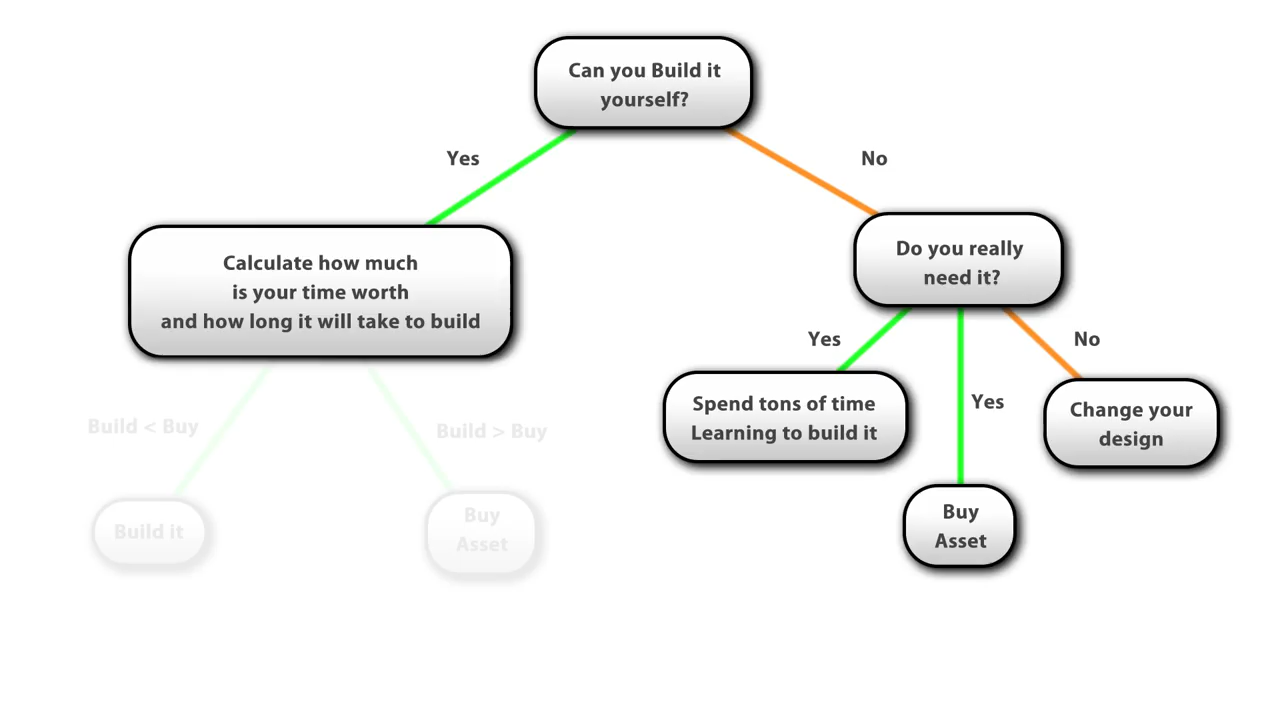 Can you Build it
yourself?
Yes
No
Calculate how much
is your time worth
and how long it will take to build
Do you really
need it?
Yes
Yes
No
Spend tons of time
Learning to build it
Change your
design
Build < Buy
Build > Buy
Build it
Buy
Asset
Buy
Asset